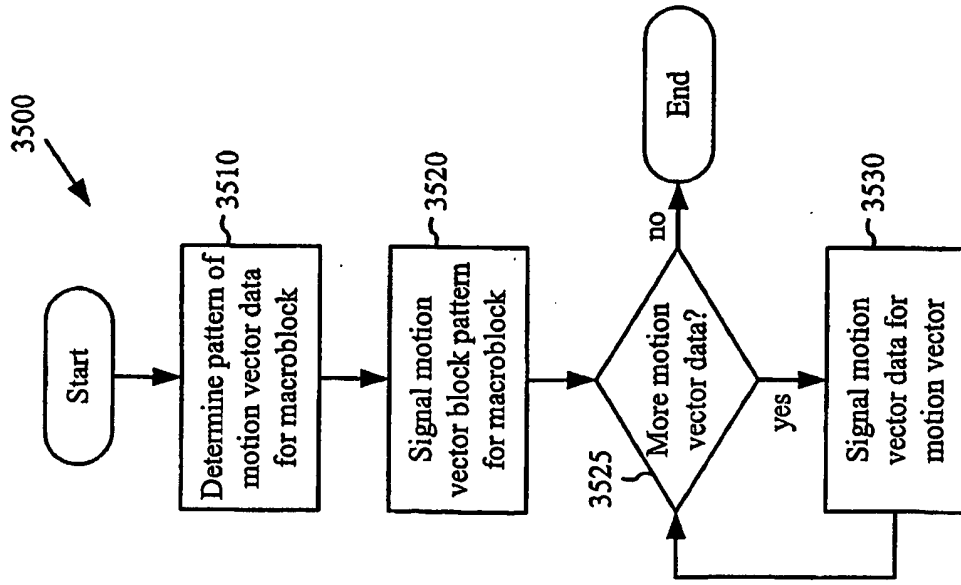 3500
Start
3510
Determine pattern of
motion vector data
for macroblock
3520
Signal motion
vector block pattern
for macroblock
3525
More motion
vector data?
no
End
yes
3530
Signal motion
vector data for
motion vector